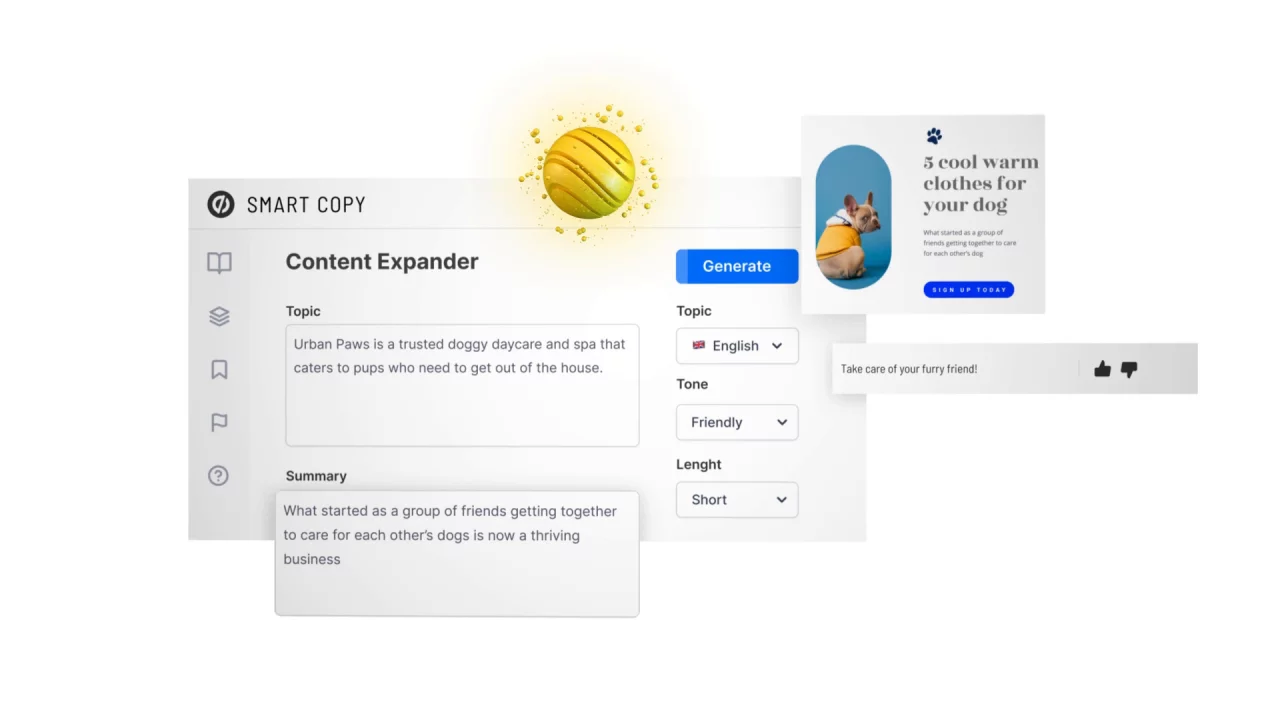 SMART COPY
Content Expander
Generate
Topic
Urban Paws is a trusted doggy daycare and spa that
caters to pups who need to get out of the house.
Summary
What started as a group of friends getting together
to care for each other’s dogs is now a thriving
business
Topic
English
Tone
Friendly
Lenght
Short
5 cool warm
clothes for
your dog
What started as a group of
friends getting together to care
for each other's dog
SIGN UP TODAY
Take care of your furry friend!